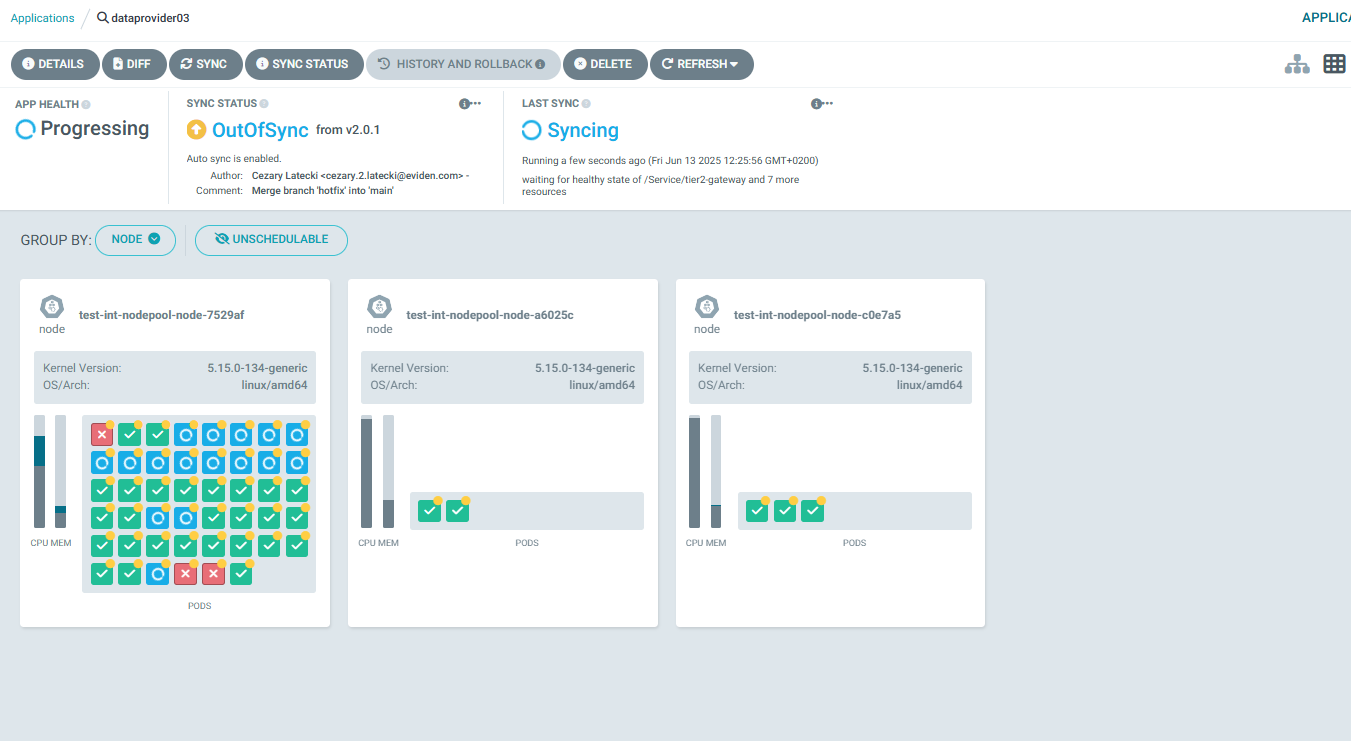 Applications / dataprovider03
APPLICA
DETAILS DIFF SYNC SYNC STATUS HISTORY AND ROLLBACK DELETE REFRESH
APP HEALTH
Progressing
SYNC STATUS
OutOfSync from v2.0.1
Auto sync is enabled.
Author: Cezary Latecki <cezary.2.latecki@eviden.com> -
Comment: Merge branch 'hotfix' into 'main'
LAST SYNC
Syncing
Running a few seconds ago (Fri Jun 13 2025 12:25:56 GMT+0200)
waiting for healthy state of /Service/tier2-gateway and 7 more
resources
GROUP BY: NODE UNSCHEDULABLE
node
test-int-nodepool-node-7529af
Kernel Version: 5.15.0-134-generic
OS/Arch: linux/amd64
CPU MEM
PODS
node
test-int-nodepool-node-a6025c
Kernel Version: 5.15.0-134-generic
OS/Arch: linux/amd64
CPU MEM
PODS
node
test-int-nodepool-node-c0e7a5
Kernel Version: 5.15.0-134-generic
OS/Arch: linux/amd64
CPU MEM
PODS